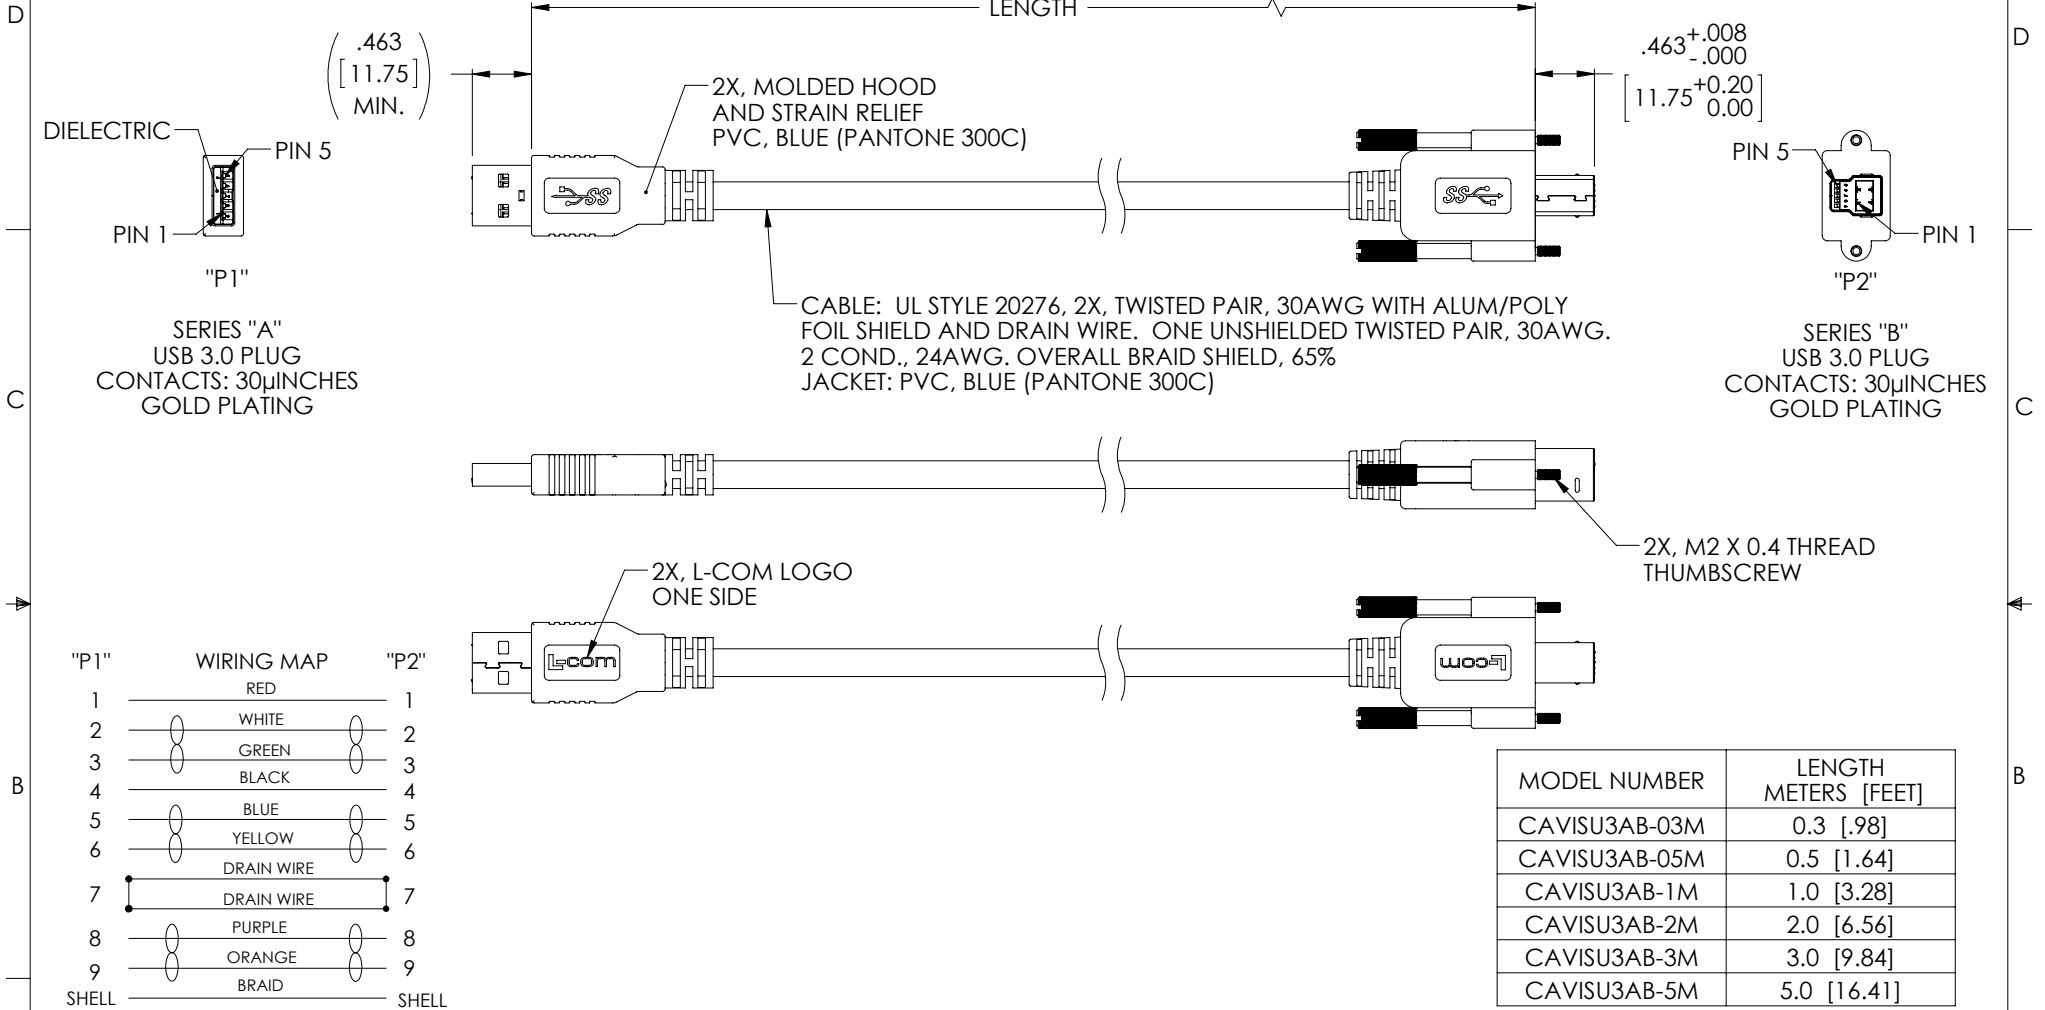 D
LENGTH
D
.463
[11.75]
MIN.
.463 +.008
-.000
[11.75 +0.20
0.00]
2X, MOLDED HOOD
AND STRAIN RELIEF
PVC, BLUE (PANTONE 300C)
DIELECTRIC
PIN 5
PIN 1
"P1"
SERIES "A"
USB 3.0 PLUG
CONTACTS: 30µINCHES
GOLD PLATING
SS
SS
PIN 5
PIN 1
"P2"
SERIES "B"
USB 3.0 PLUG
CONTACTS: 30µINCHES
GOLD PLATING
CABLE: UL STYLE 20276, 2X, TWISTED PAIR, 30AWG WITH ALUM/POLY
FOIL SHIELD AND DRAIN WIRE. ONE UNSHIELDED TWISTED PAIR, 30AWG.
2 COND., 24AWG. OVERALL BRAID SHIELD, 65%
JACKET: PVC, BLUE (PANTONE 300C)
C
C
2X, M2 X 0.4 THREAD
THUMBSCREW
2X, L-COM LOGO
ONE SIDE
L-com
L-com
"P1" WIRING MAP "P2"
1 RED 1
2 WHITE 2
3 GREEN 3
4 BLACK 4
5 BLUE 5
6 YELLOW 6
DRAIN WIRE
7 DRAIN WIRE 7
8 PURPLE 8
9 ORANGE 9
SHELL BRAID SHELL
B
B
MODEL NUMBER LENGTH
METERS [FEET]
CAVISU3AB-03M 0.3 [.98]
CAVISU3AB-05M 0.5 [1.64]
CAVISU3AB-1M 1.0 [3.28]
CAVISU3AB-2M 2.0 [6.56]
CAVISU3AB-3M 3.0 [9.84]
CAVISU3AB-5M 5.0 [16.41]